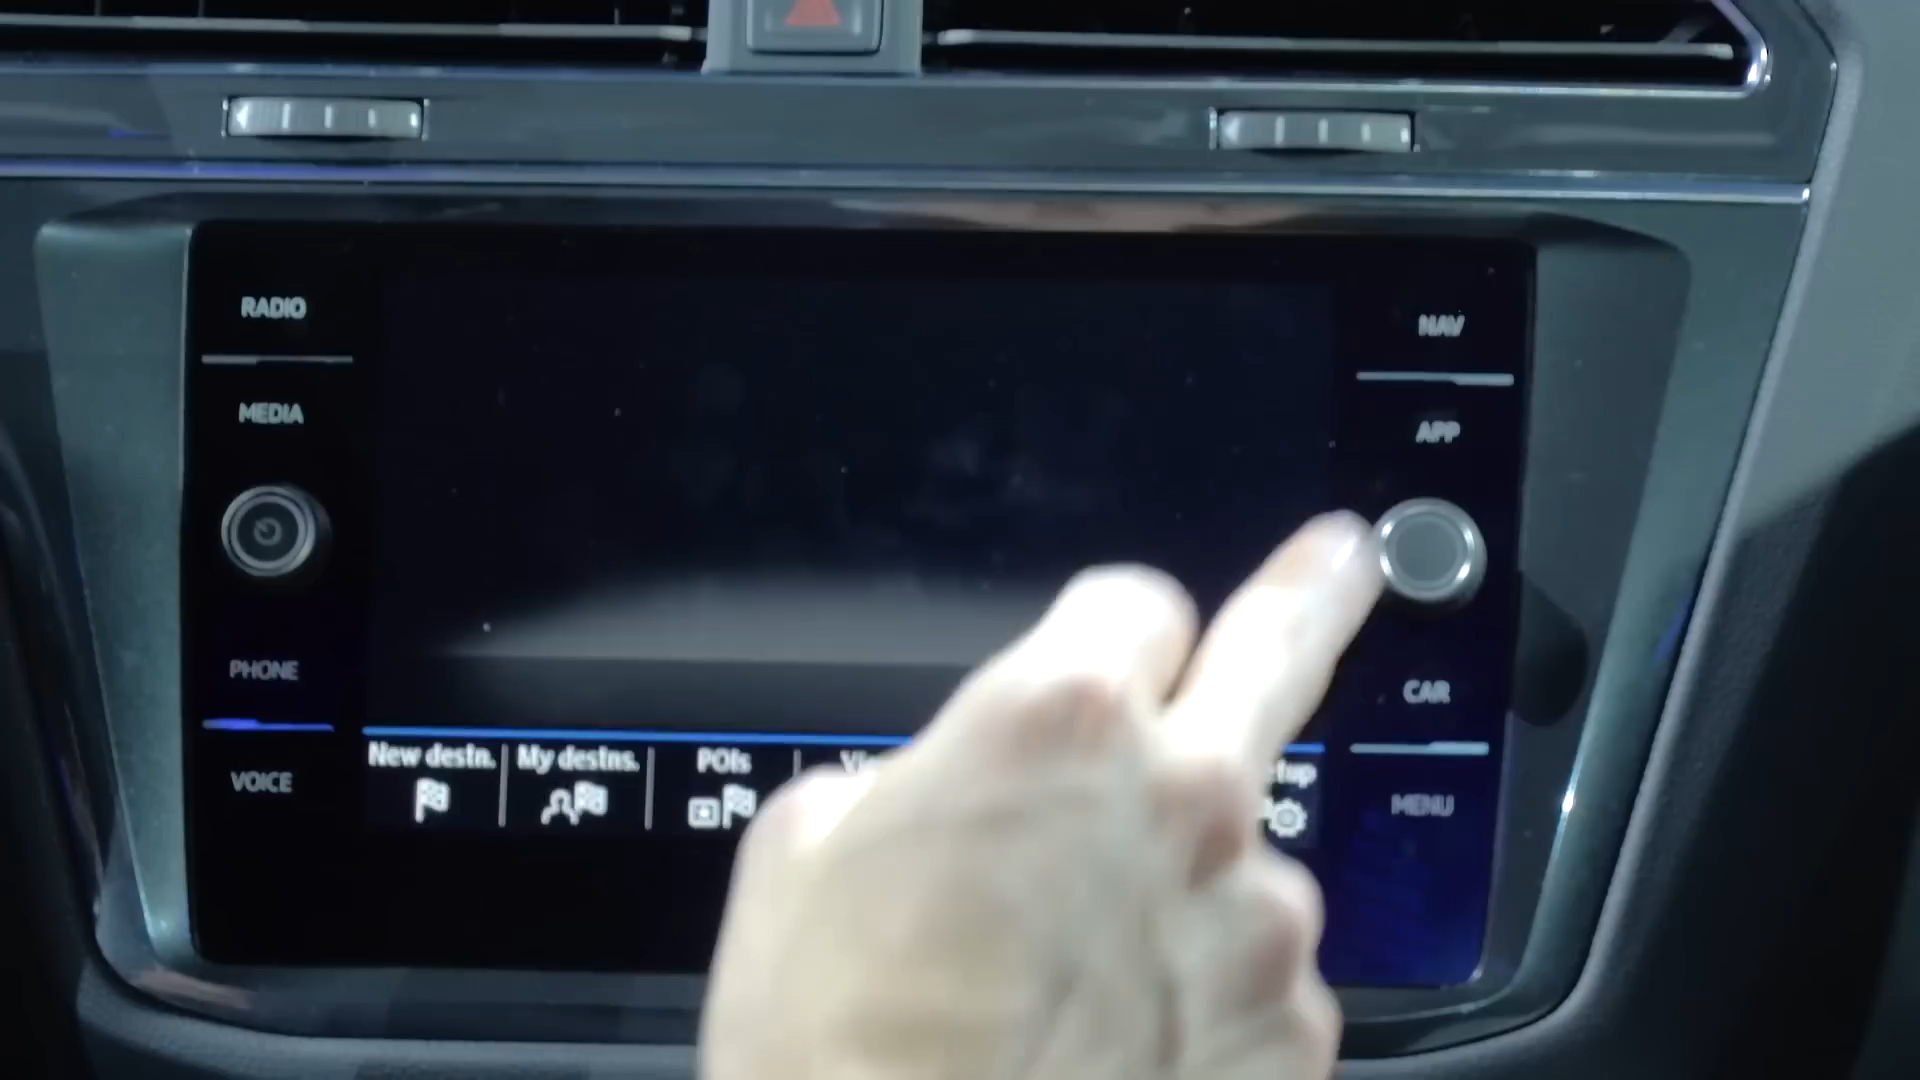 RADIO
MEDIA
PHONE
VOICE
NAV
APP
CAR
MENU
New destn.
My destns.
POIs